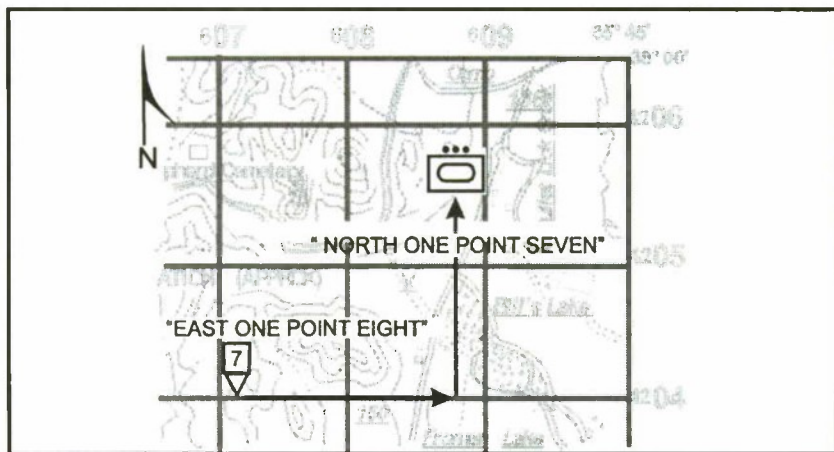 607 608 609 45'
38° 00'
4206
N
Cemetery
"NORTH ONE POINT SEVEN"
4205
"EAST ONE POINT EIGHT"
Lake
7
4204
Lake